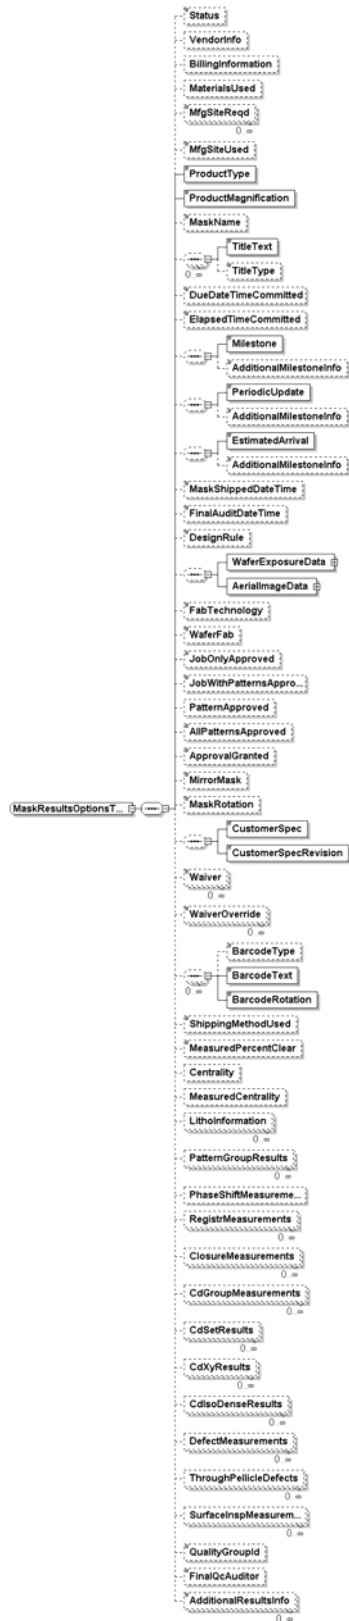 Status
VendorInfo
BillingInformation
MaterialsUsed
MfgSiteReqd
0..∞
MfgSiteUsed
ProductType
ProductMagnification
MaskName
0..∞
TitleText
TitleType
DueDateTimeCommitted
ElapsedTimeCommitted
Milestone
AdditionalMilestoneInfo
PeriodicUpdate
AdditionalMilestoneInfo
EstimatedArrival
AdditionalMilestoneInfo
MaskShippedDateTime
FinalAuditDateTime
DesignRule
WaferExposureData
AerialImageData
FabTechnology
WaferFab
JobOnlyApproved
JobWithPatternsAppro...
PatternApproved
AllPatternsApproved
ApprovalGranted
MirrorMask
MaskResultsOptionsT...
MaskRotation
CustomerSpec
CustomerSpecRevision
Waiver
0..∞
WaiverOverride
0..∞
0..∞
BarcodeType
BarcodeText
BarcodeRotation
ShippingMethodUsed
MeasuredPercentClear
Centrality
MeasuredCentrality
LithoInformation
0..∞
PatternGroupResults
0..∞
PhaseShiftMeasureme...
RegistrMeasurements
0..∞
ClosureMeasurements
0..∞
CdGroupMeasurements
0..∞
CdSetResults
0..∞
CdXyResults
0..∞
CdIsoDenseResults
0..∞
DefectMeasurements
0..∞
ThroughPellicleDefects
0..∞
SurfaceInspMeasurem...
0..∞
QualityGroupId
FinalQcAuditor
AdditionalResultsInfo
0..∞